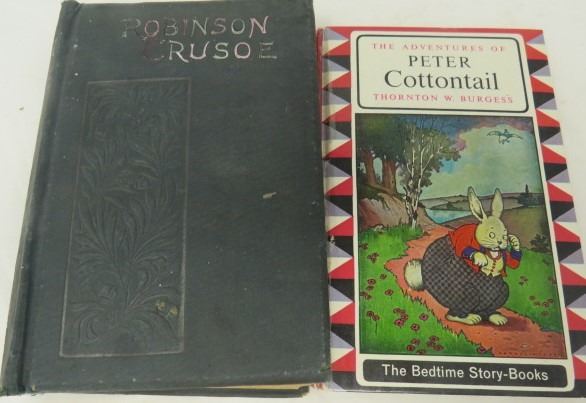 ROBINSON
CRUSOE
THE ADVENTURES OF
PETER
Cottontail
THORNTON W. BURGESS
The Bedtime Story-Books